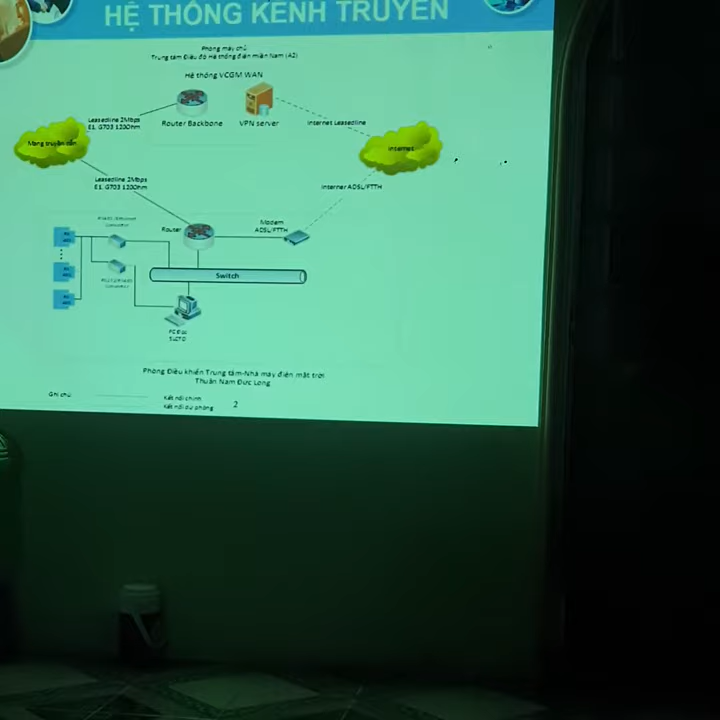 HỆ THỐNG KÊNH TRUYỀN
Phòng máy chủ
Trung tâm Điều độ Hệ thống điện miền Nam (A2)
Hệ thống VCGM WAN
Leasedline 2Mbps
E1, G703 120Ohm
Router Backbone
VPN server
Internet Leasedline
Mạng truyền dẫn
Internet
Leasedline 2Mbps
E1, G703 120Ohm
Internet ADSL/FTTH
Router
Modem
ADSL/FTTH
Switch
PC Đọc
Phòng Điều khiển Trung tâm-Nhà máy điện mặt trời
Thuận Nam Đức Long
Ghi chú:
Kết nối chính
Kết nối dự phòng
2